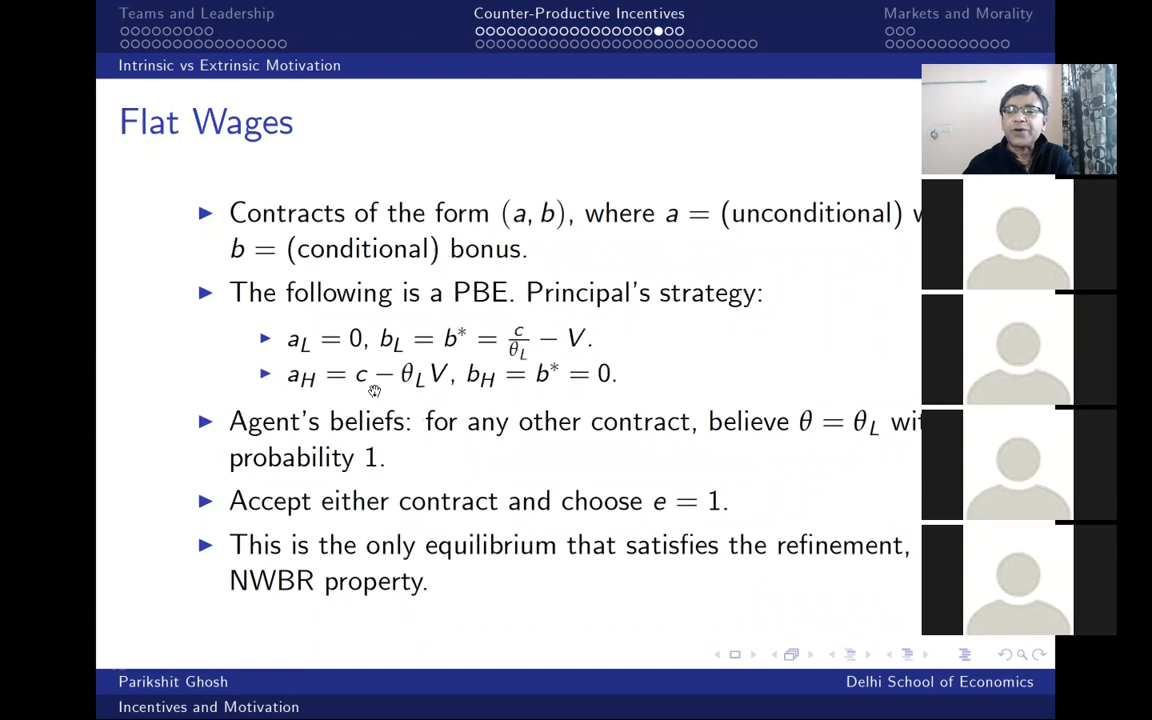 Teams and Leadership Counter-Productive Incentives Markets and Morality
Intrinsic vs Extrinsic Motivation
Flat Wages
Contracts of the form (a, b), where a = (unconditional)
b = (conditional) bonus.
The following is a PBE. Principal's strategy:
a_L = 0, b_L = b* = c/θ_L − V.
a_H = c − θ_L V, b_H = b* = 0.
Agent's beliefs: for any other contract, believe θ = θ_L
probability 1.
Accept either contract and choose e = 1.
This is the only equilibrium that satisfies the refinement,
NWBR property.
Parikshit Ghosh Delhi School of Economics
Incentives and Motivation